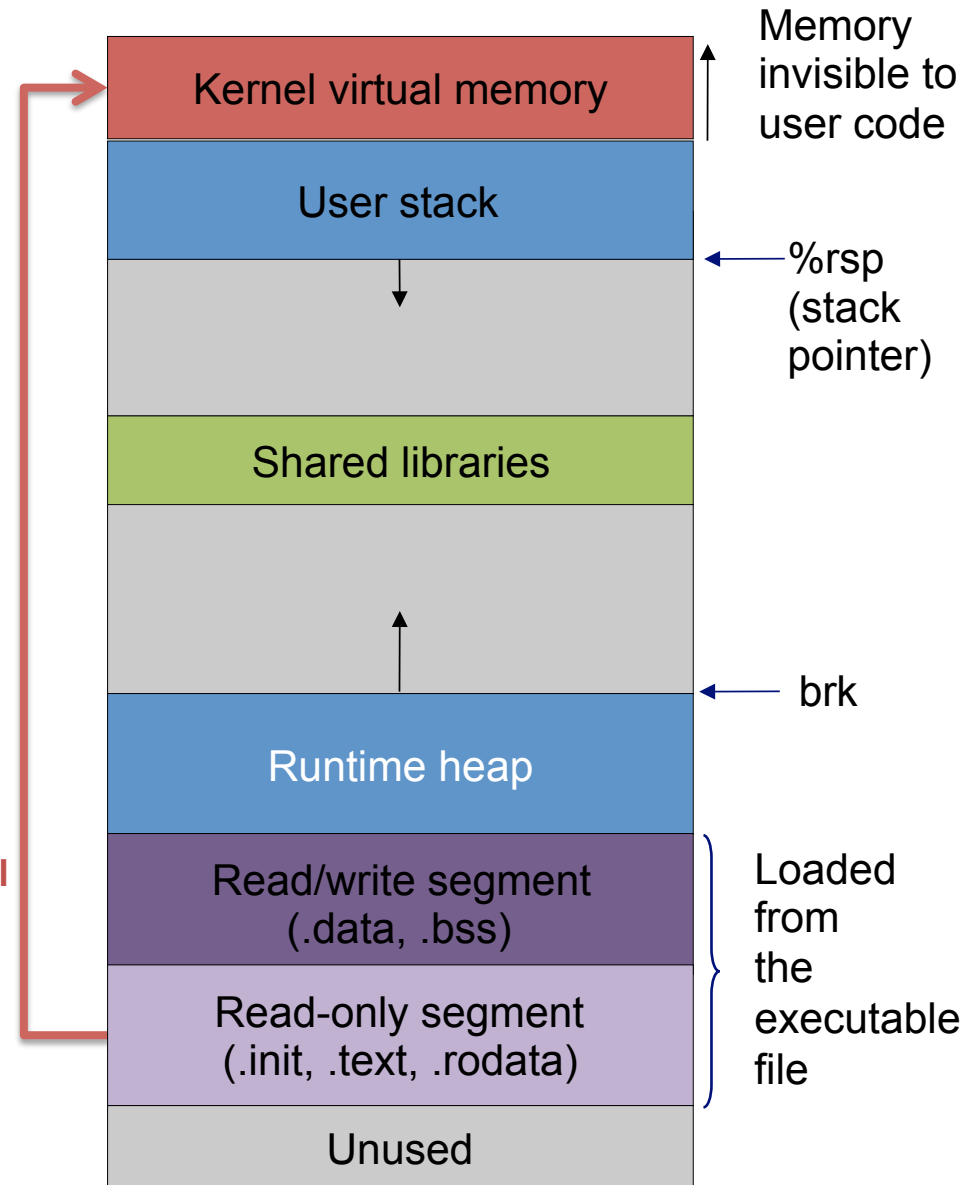 Memory
invisible to
user code
Kernel virtual memory
User stack
%rsp
(stack
pointer)
Shared libraries
brk
Runtime heap
Read/write segment
(.data, .bss)
Loaded
from
the
executable
file
Read-only segment
(.init, .text, .rodata)
Unused